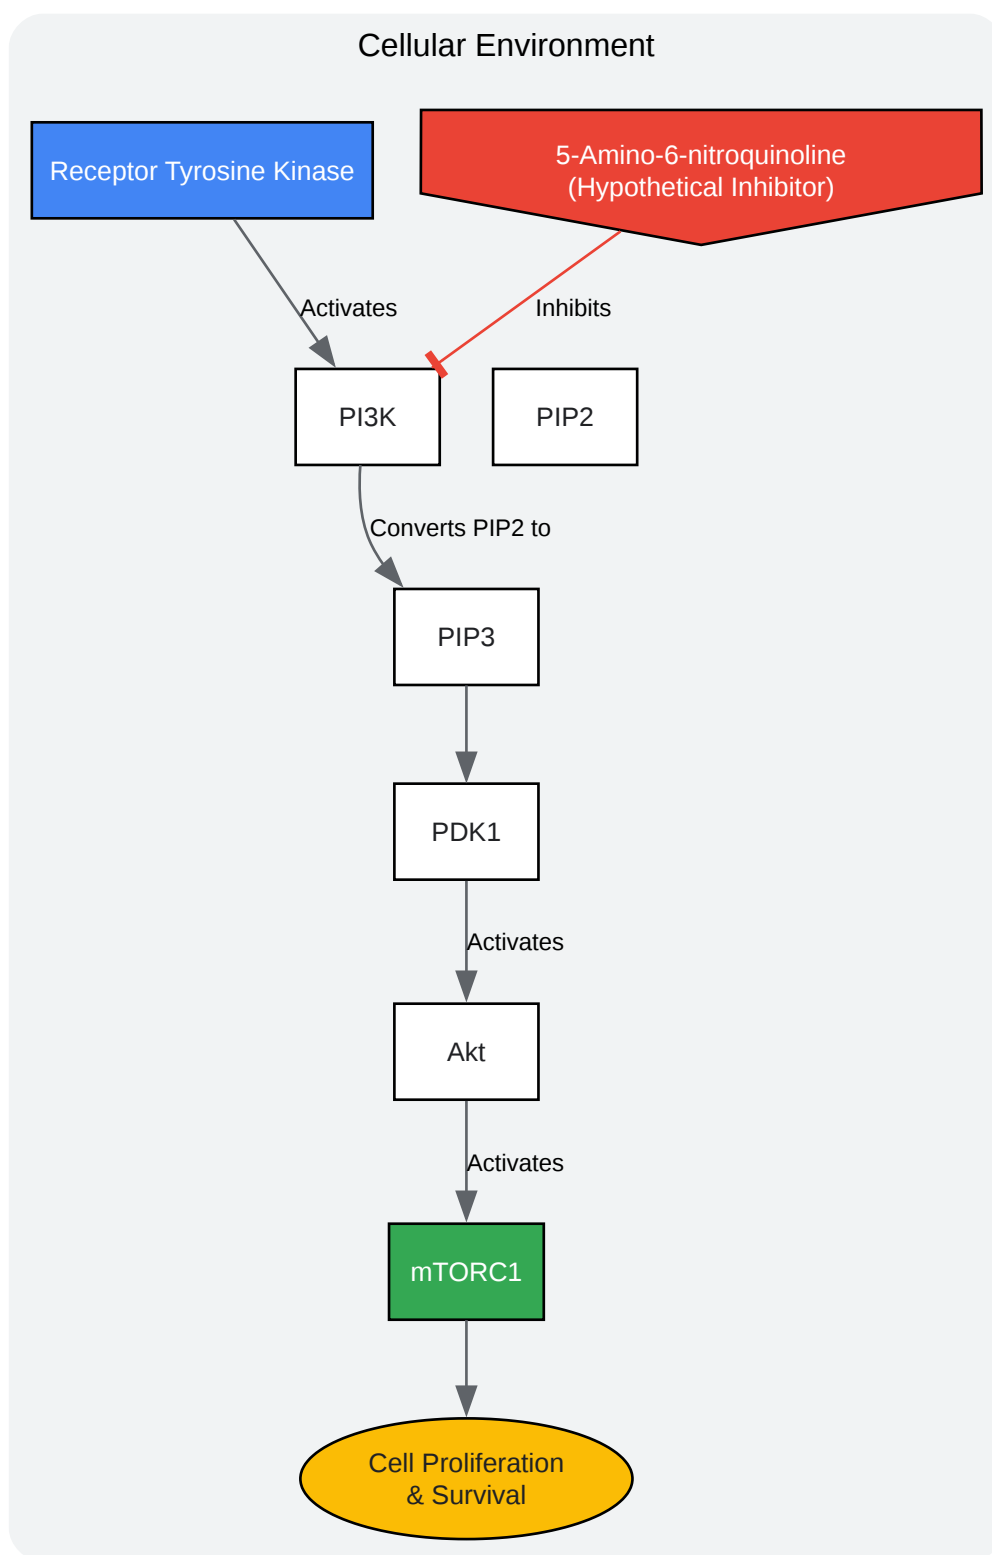 Cellular Environment
Receptor Tyrosine Kinase
5-Amino-6-nitroquinoline
(Hypothetical Inhibitor)
Activates
Inhibits
PI3K
PIP2
Converts PIP2 to
PIP3
PDK1
Activates
Akt
Activates
mTORC1
Cell Proliferation
& Survival